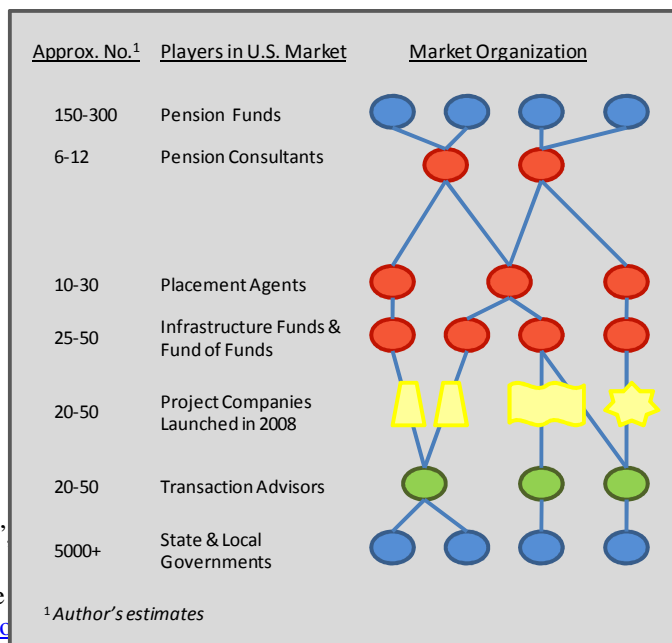 Approx. No.¹ Players in U.S. Market Market Organization
150-300 Pension Funds
6-12 Pension Consultants
10-30 Placement Agents
25-50 Infrastructure Funds &
Fund of Funds
20-50 Project Companies
Launched in 2008
20-50 Transaction Advisors
5000+ State & Local
Governments
¹ Author's estimates